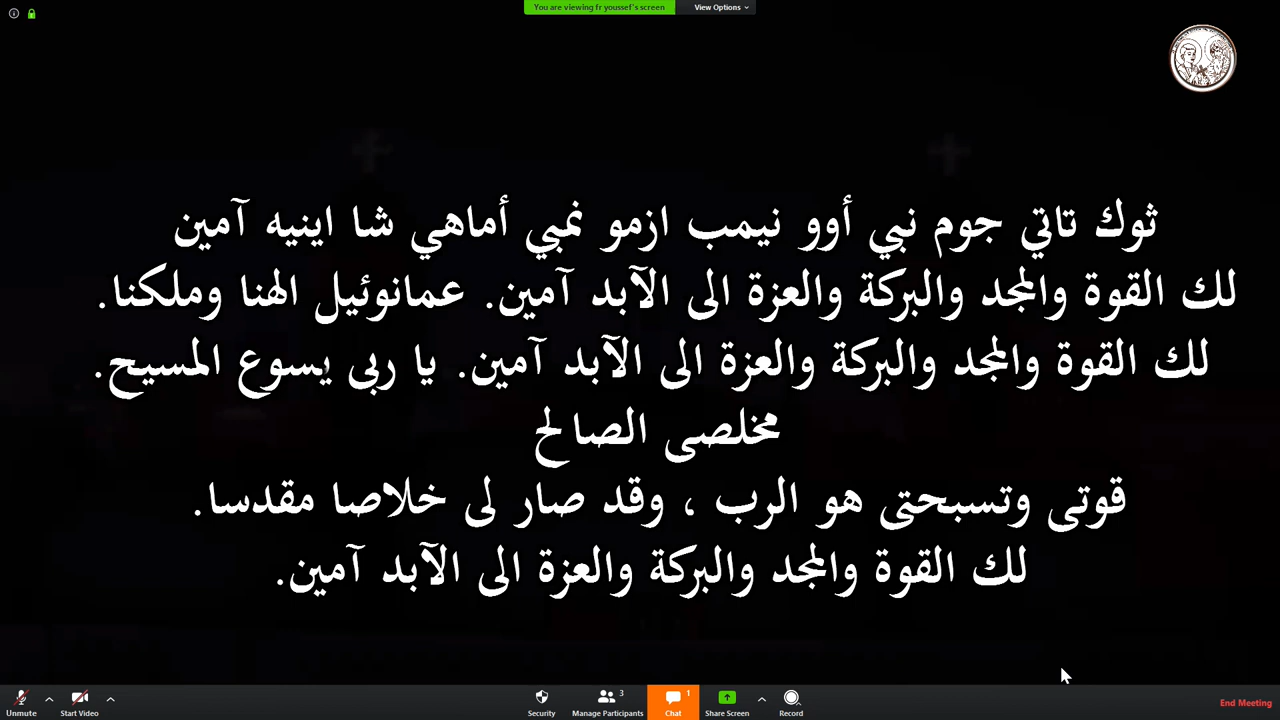 You are viewing fr youssef's screen
View Options
ثوك تاتي جوم نبي أوو نيمب ازمو نمبي أماهي شا اينيه آمين
لك القوة والمجد والبركة والعزة الى الآبد آمين. عمانوئيل الهنا وملكنا.
لك القوة والمجد والبركة والعزة الى الآبد آمين. يا ربى يسوع المسيح.
مخلصى الصالح
قوتى وتسبحتى هو الرب ، وقد صار لى خلاصا مقدسا.
لك القوة والمجد والبركة والعزة الى الآبد آمين.
Unmute
Start Video
Security
3
Manage Participants
1
Chat
Share Screen
Record
End Meeting